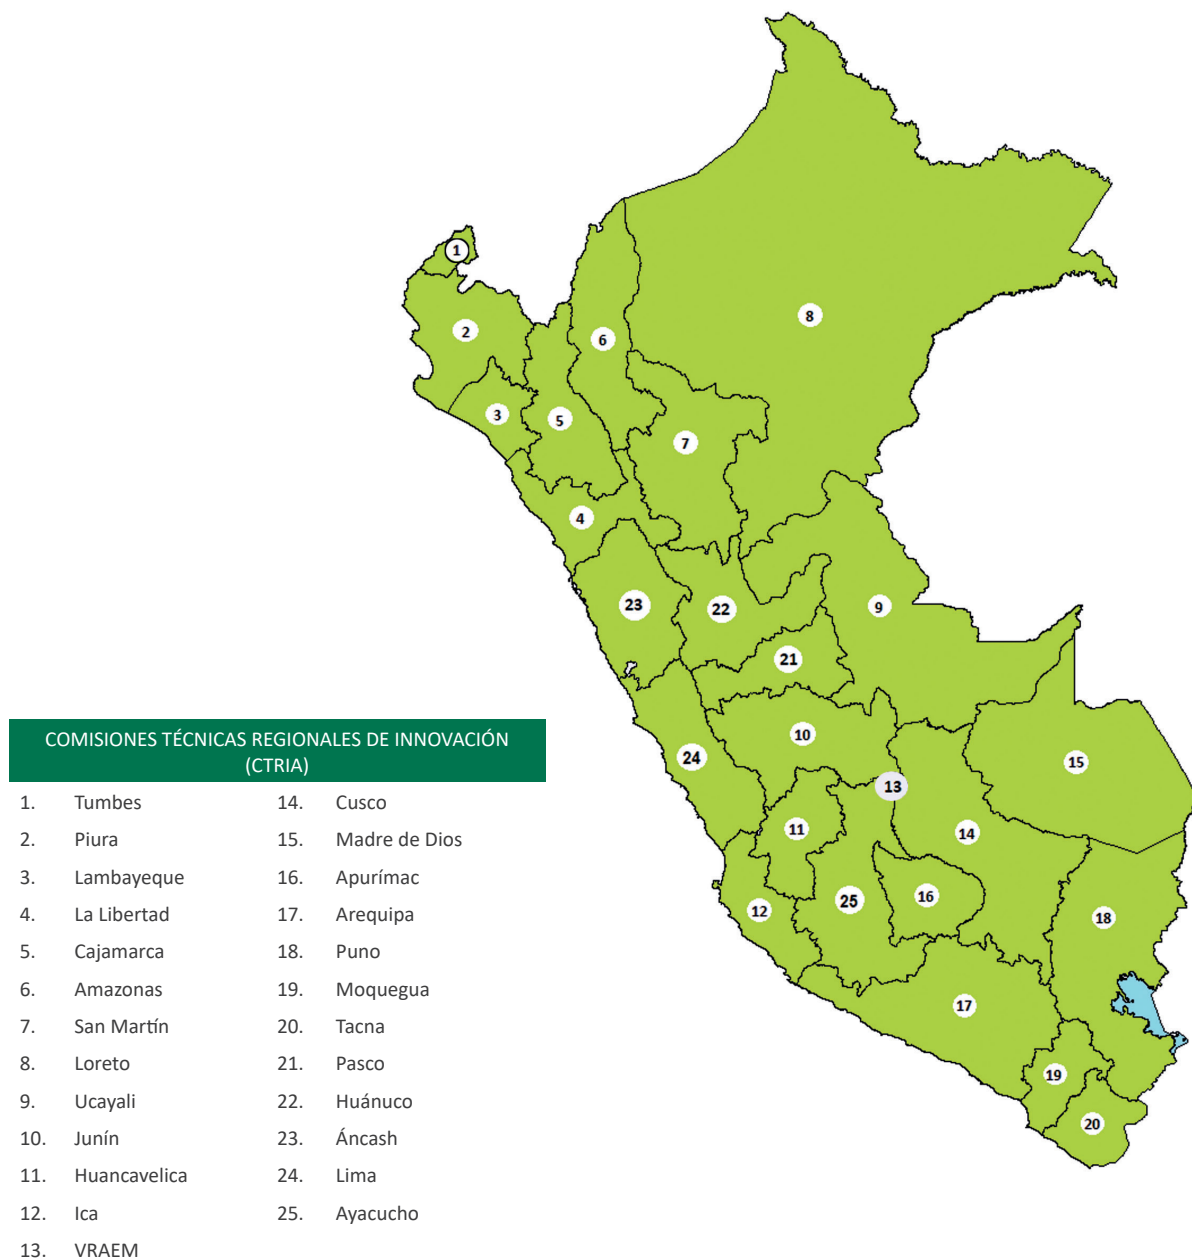 COMISIONES TÉCNICAS REGIONALES DE INNOVACIÓN
(CTRIA)
1. Tumbes
2. Piura
3. Lambayeque
4. La Libertad
5. Cajamarca
6. Amazonas
7. San Martín
8. Loreto
9. Ucayali
10. Junín
11. Huancavelica
12. Ica
13. VRAEM
14. Cusco
15. Madre de Dios
16. Apurímac
17. Arequipa
18. Puno
19. Moquegua
20. Tacna
21. Pasco
22. Huánuco
23. Áncash
24. Lima
25. Ayacucho
1
2
8
6
3
5
7
4
23
22
9
21
10
24
15
13
11
14
16
25
12
18
17
19
20